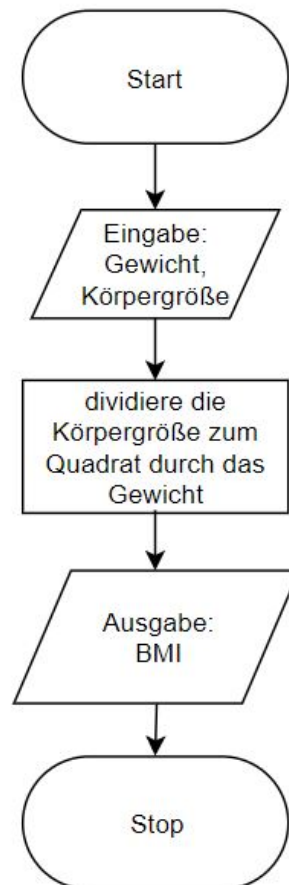 Start
Eingabe:
Gewicht,
Körpergröße
dividiere die
Körpergröße zum
Quadrat durch das
Gewicht
Ausgabe:
BMI
Stop